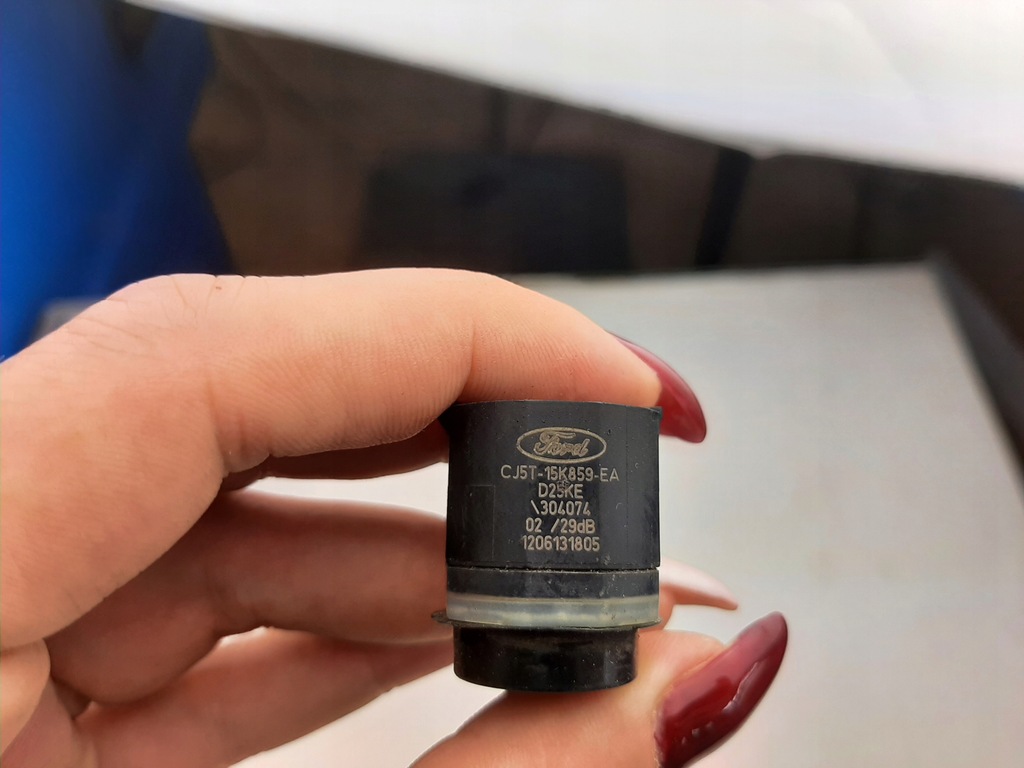 Ford
CJ5T-15K859-EA
D25KE
\304074
02 /29dB
1206131805